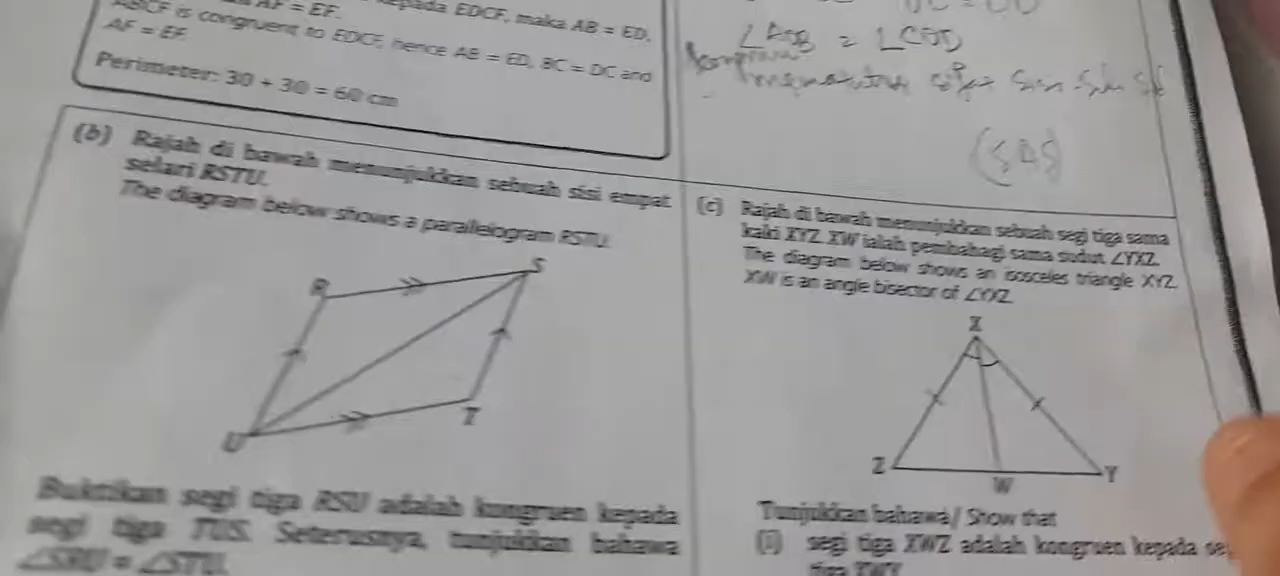 kepada EDCF, maka AB = ED,
AF = EF.
ABCF is congruent to EDCF, hence AB = ED, BC = DC and
AF = EF
Perimeter: 30 + 30 = 60 cm
∠AOB = ∠COD
(SAS)
(b) Rajah di bawah menunjukkan sebuah sisi empat
selari RSTU.
The diagram below shows a parallelogram RSTU.
R
S
U
T
Buktikan segi tiga RSU adalah kongruen kepada
segi tiga TUS. Seterusnya, tunjukkan bahawa
∠SRU = ∠STU.
(c) Rajah di bawah menunjukkan sebuah segi tiga sama
kaki XYZ. XW ialah pembahagi sama sudut ∠YXZ.
The diagram below shows an isosceles triangle XYZ.
XW is an angle bisector of ∠YXZ.
X
Z
W
Y
Tunjukkan bahawa / Show that
(i) segi tiga XWZ adalah kongruen kepada
tiga XWY